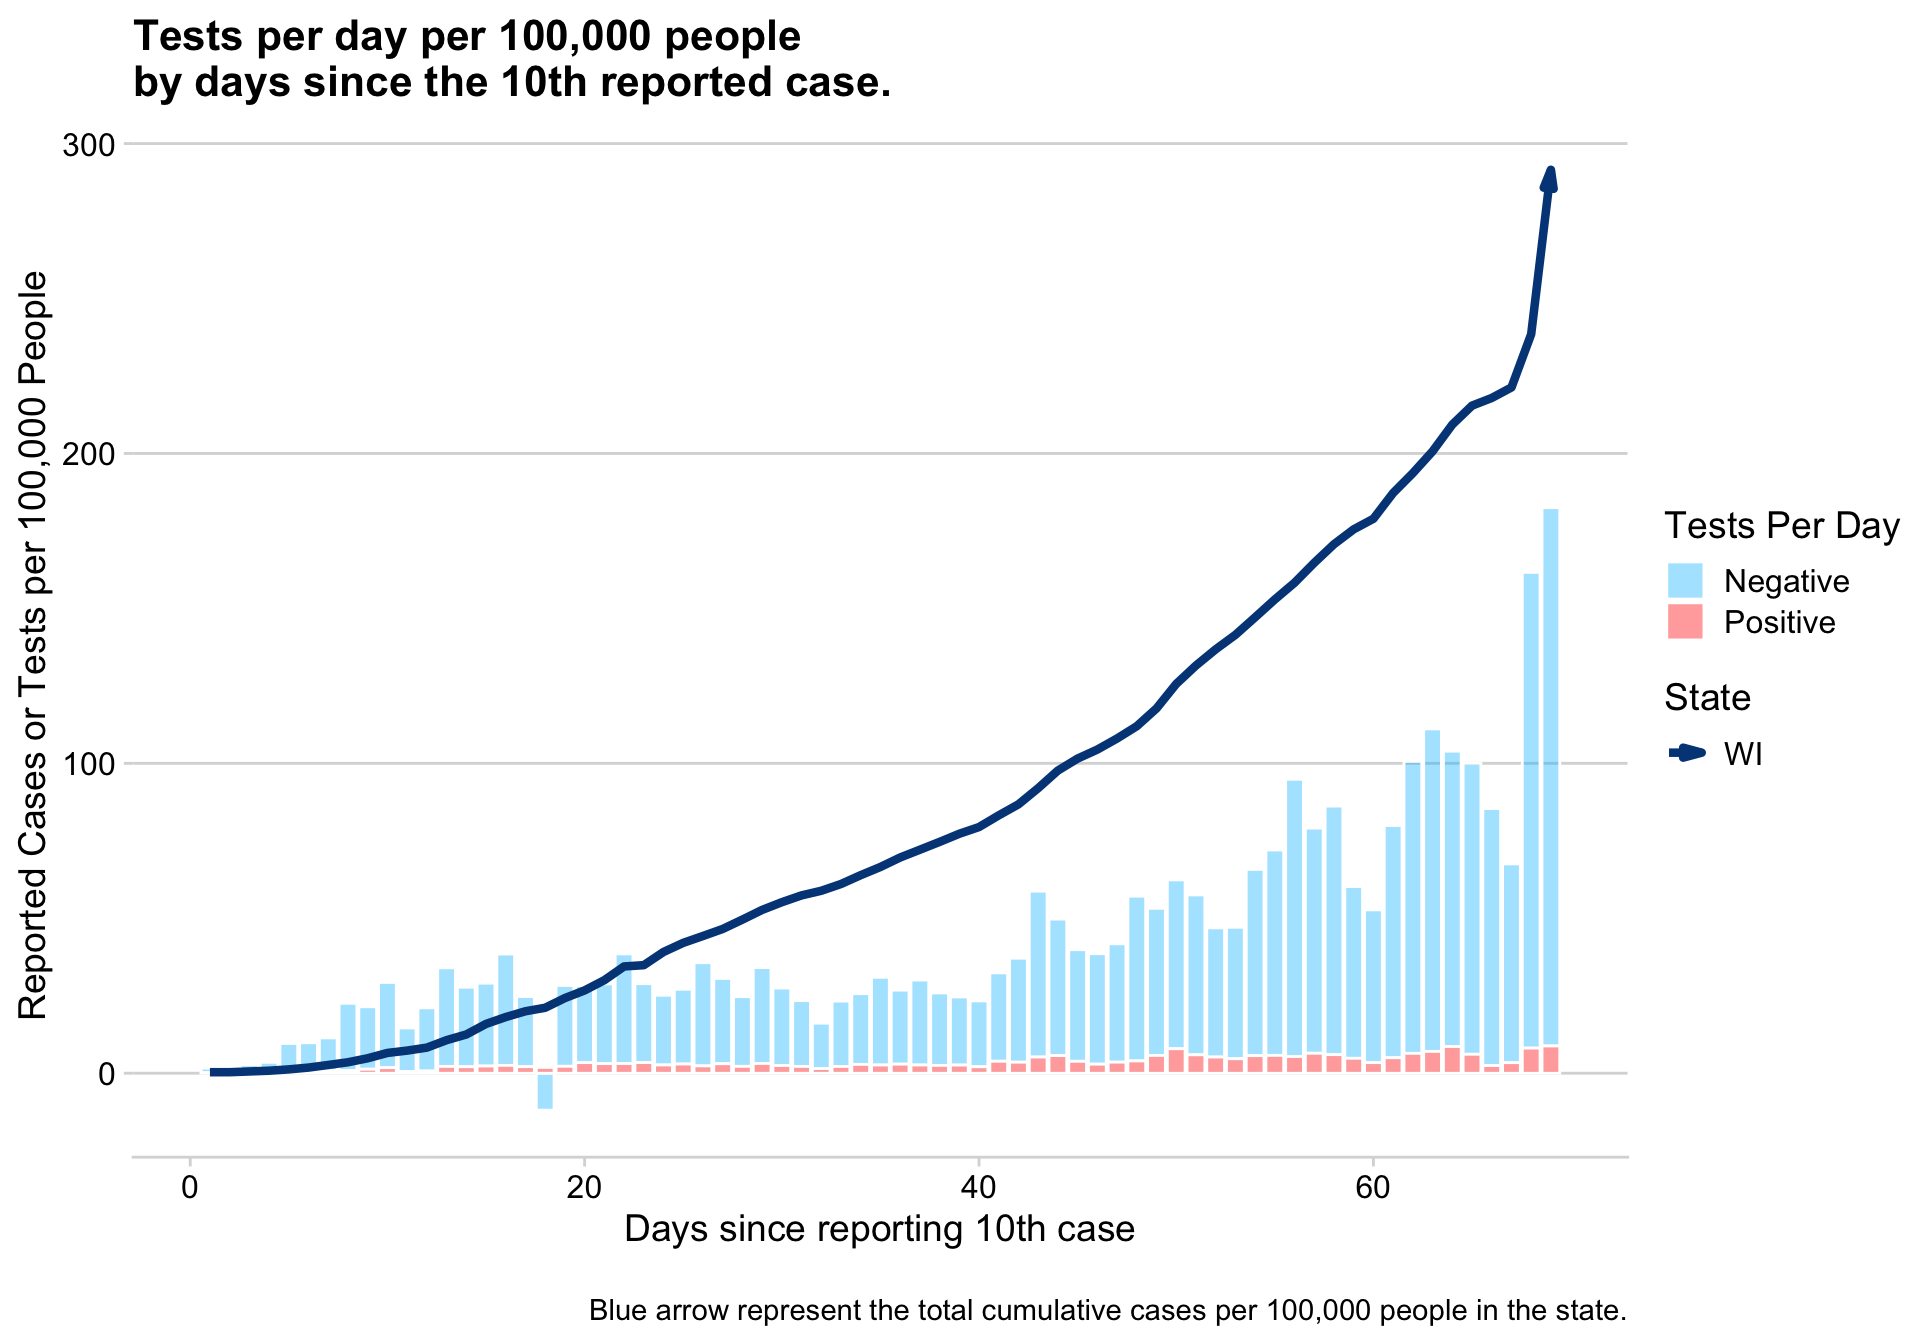 Tests per day per 100,000 people
by days since the 10th reported case.
Reported Cases or Tests per 100,000 People
300
200
100
0
0
20
40
60
Days since reporting 10th case
Tests Per Day
Negative
Positive
State
WI
Blue arrow represent the total cumulative cases per 100,000 people in the state.